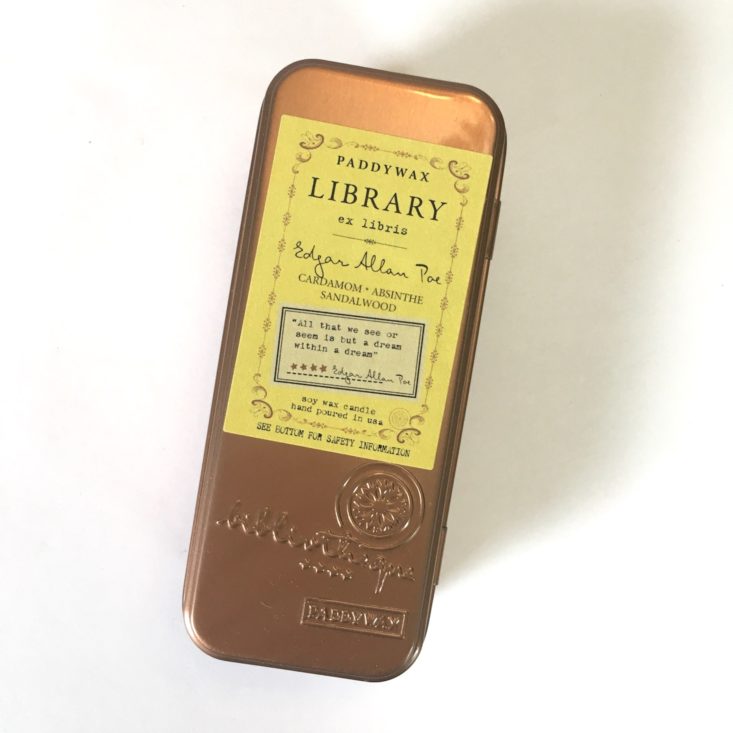 PADDYWAX
LIBRARY
ex libris
Edgar Allan Poe
CARDAMOM • ABSINTHE
SANDALWOOD
"All that we see or
seem is but a dream
within a dream"
Edgar Allan Poe
soy wax candle
hand poured in usa
SEE BOTTOM FOR SAFETY INFORMATION
bibliothèque
PADDYWAX